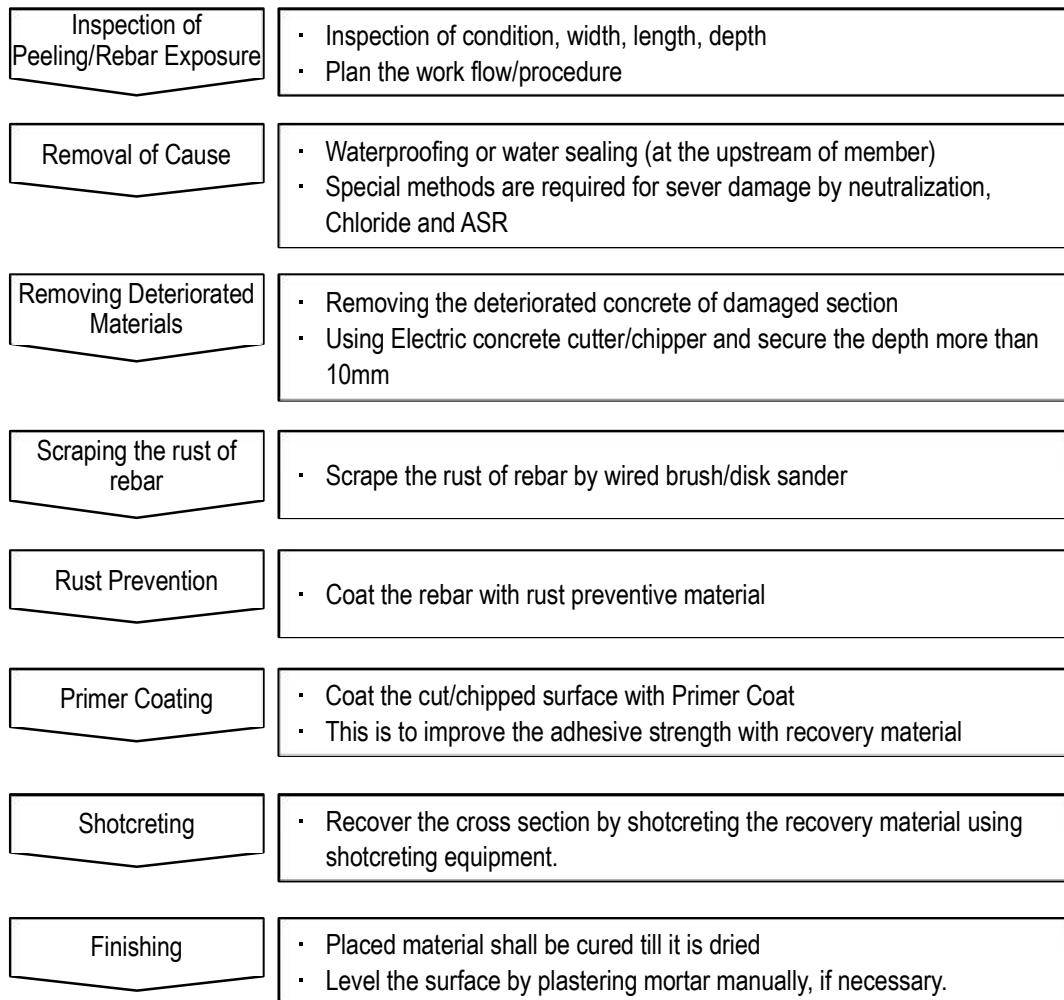 Inspection of
Peeling/Rebar Exposure
· Inspection of condition, width, length, depth
· Plan the work flow/procedure
Removal of Cause
· Waterproofing or water sealing (at the upstream of member)
· Special methods are required for sever damage by neutralization,
Chloride and ASR
Removing Deteriorated
Materials
· Removing the deteriorated concrete of damaged section
· Using Electric concrete cutter/chipper and secure the depth more than
10mm
Scraping the rust of
rebar
· Scrape the rust of rebar by wired brush/disk sander
Rust Prevention
· Coat the rebar with rust preventive material
Primer Coating
· Coat the cut/chipped surface with Primer Coat
· This is to improve the adhesive strength with recovery material
Shotcreting
· Recover the cross section by shotcreting the recovery material using
shotcreting equipment.
Finishing
· Placed material shall be cured till it is dried
· Level the surface by plastering mortar manually, if necessary.